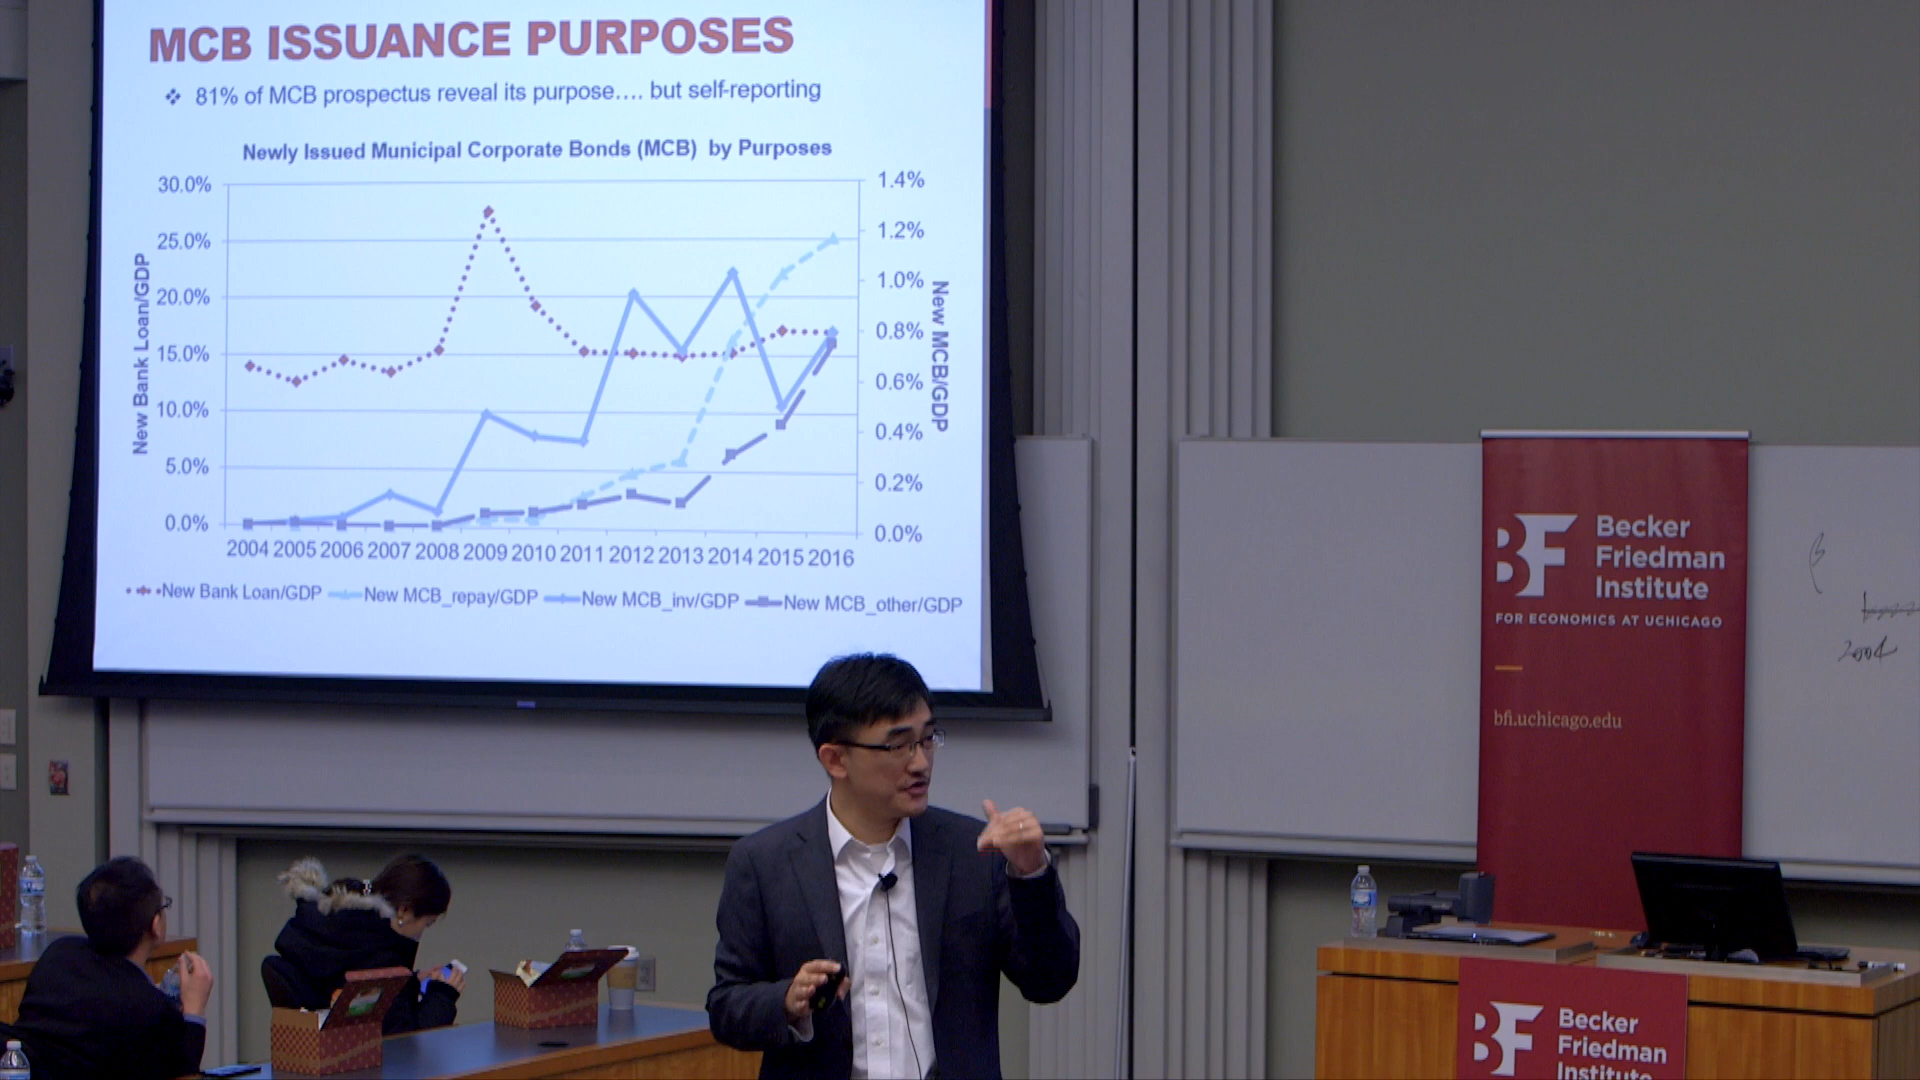 MCB ISSUANCE PURPOSES
❖ 81% of MCB prospectus reveal its purpose…. but self-reporting
Newly Issued Municipal Corporate Bonds (MCB) by Purposes
New Bank Loan/GDP
30.0%
25.0%
20.0%
15.0%
10.0%
5.0%
0.0%
1.4%
1.2%
1.0%
0.8%
0.6%
0.4%
0.2%
0.0%
New MCB/GDP
2004 2005 2006 2007 2008 2009 2010 2011 2012 2013 2014 2015 2016
New Bank Loan/GDP New MCB_repay/GDP New MCB_inv/GDP New MCB_other/GDP
BF
Becker
Friedman
Institute
FOR ECONOMICS AT UCHICAGO
bfi.uchicago.edu
2004
BF
Becker
Friedman
Institute